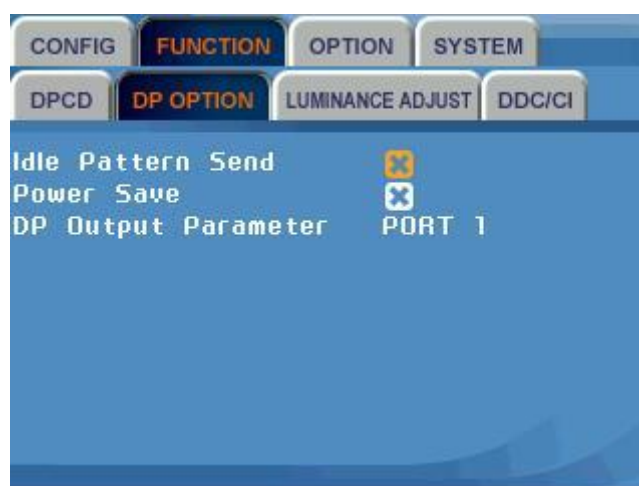 CONFIG FUNCTION OPTION SYSTEM
DPCD DP OPTION LUMINANCE ADJUST DDC/CI
Idle Pattern Send
Power Save
DP Output Parameter PORT 1